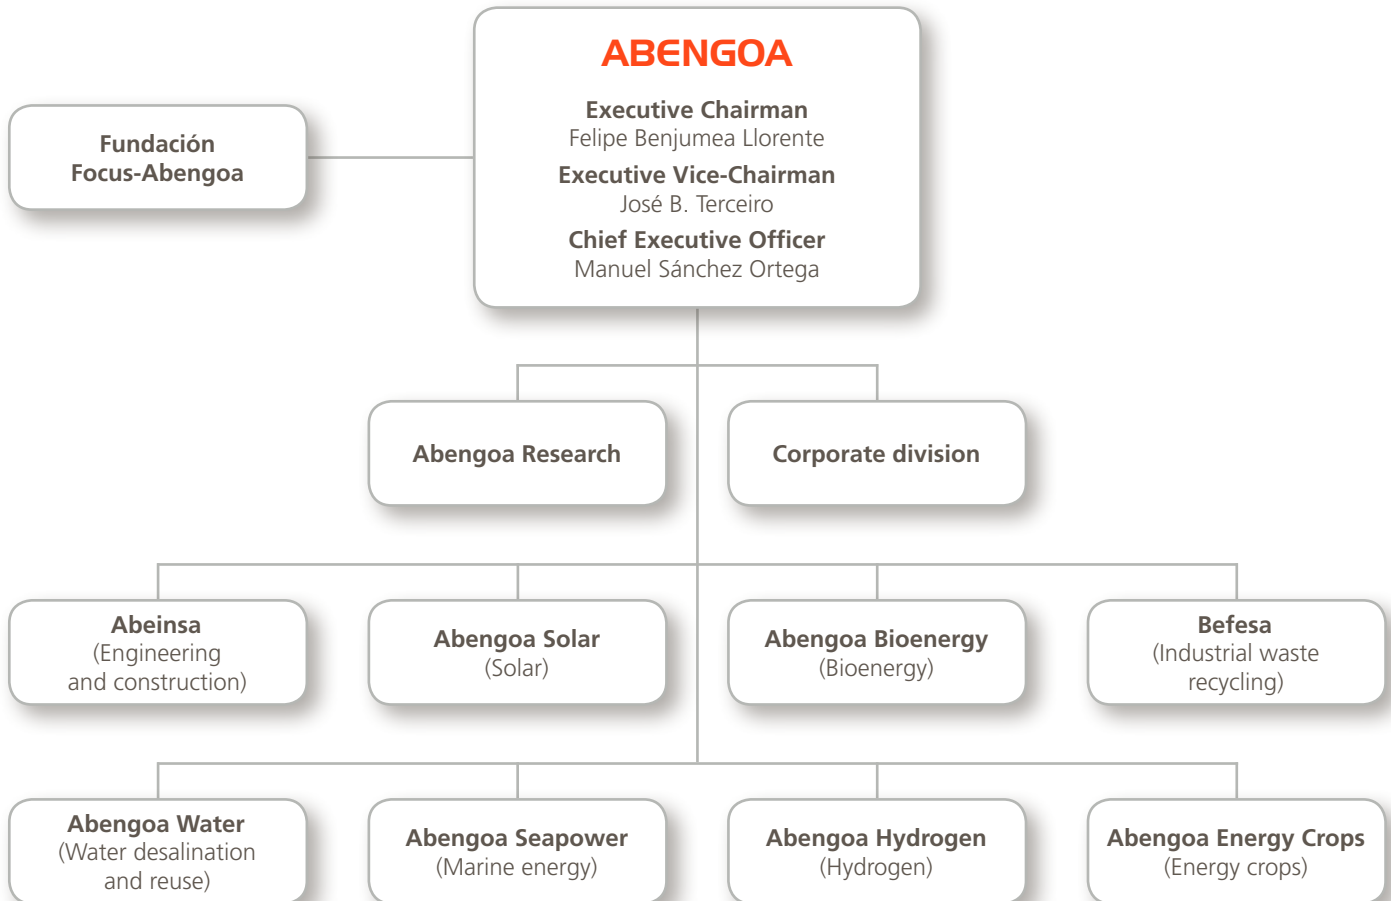 ABENGOA
Executive Chairman
Felipe Benjumea Llorente
Executive Vice-Chairman
José B. Terceiro
Chief Executive Officer
Manuel Sánchez Ortega
Fundación
Focus-Abengoa
Abengoa Research
Corporate division
Abeinsa
(Engineering
and construction)
Abengoa Solar
(Solar)
Abengoa Bioenergy
(Bioenergy)
Befesa
(Industrial waste
recycling)
Abengoa Water
(Water desalination
and reuse)
Abengoa Seapower
(Marine energy)
Abengoa Hydrogen
(Hydrogen)
Abengoa Energy Crops
(Energy crops)